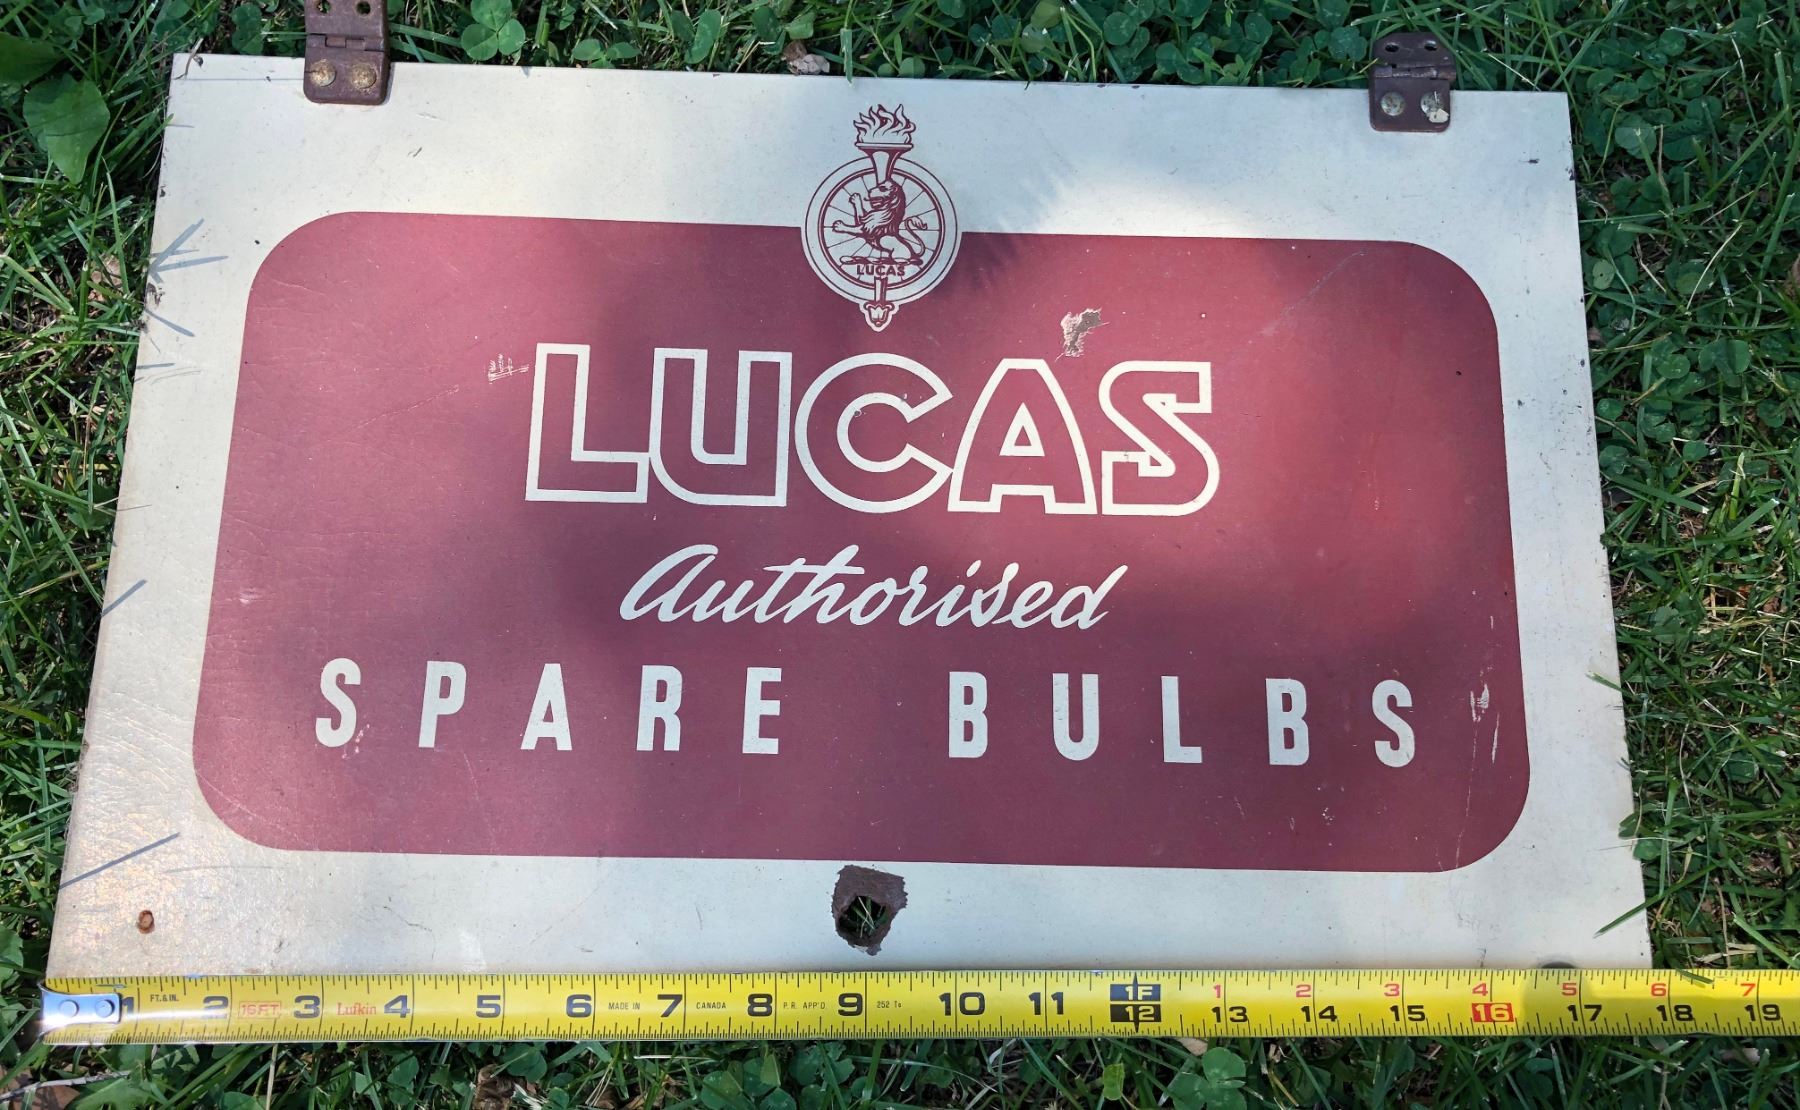 LUCAS
LUCAS
Authorised
SPARE BULBS
1F 1 2 3 4 5 6 7
1 FT. & IN. 2 16FT 3 Lufkin 4 5 6 MADE IN 7 CANADA 8 P.R. APP'D. 9 10 11 12 13 14 15 16 17 18 19